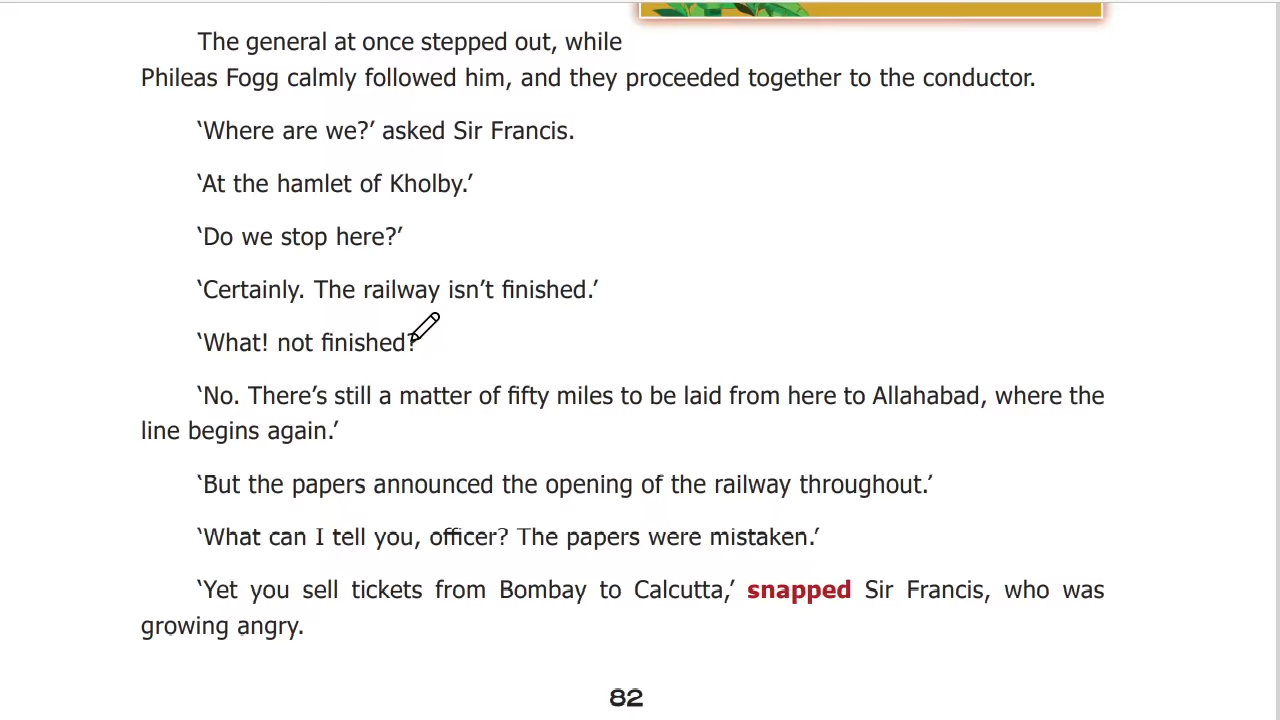 The general at once stepped out, while
Phileas Fogg calmly followed him, and they proceeded together to the conductor.
‘Where are we?’ asked Sir Francis.
‘At the hamlet of Kholby.’
‘Do we stop here?’
‘Certainly. The railway isn’t finished.’
‘What! not finished?
‘No. There’s still a matter of fifty miles to be laid from here to Allahabad, where the
line begins again.’
‘But the papers announced the opening of the railway throughout.’
‘What can I tell you, officer? The papers were mistaken.’
‘Yet you sell tickets from Bombay to Calcutta,’ snapped Sir Francis, who was
growing angry.
82